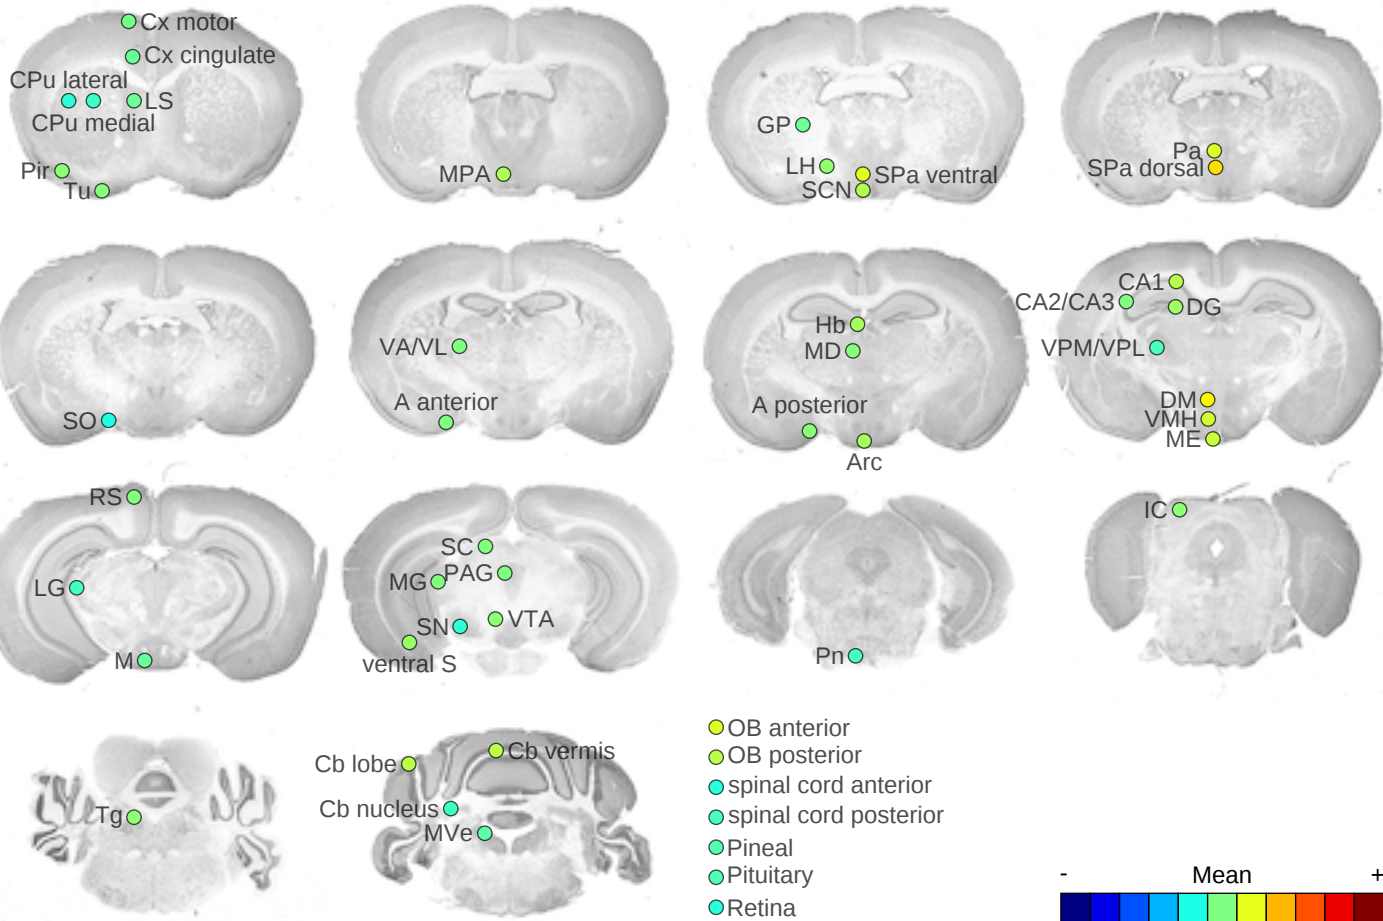 Cx motor
Cx cingulate
CPu lateral
LS
CPu medial
Pir
Tu
MPA
GP
LH
SPa ventral
SCN
Pa
SPa dorsal
SO
VA/VL
A anterior
Hb
MD
A posterior
Arc
CA1
CA2/CA3
DG
VPM/VPL
DM
VMH
ME
RS
LG
M
SC
MG
PAG
SN
VTA
ventral S
Pn
IC
Tg
Cb lobe
Cb vermis
Cb nucleus
MVe
OB anterior
OB posterior
spinal cord anterior
spinal cord posterior
Pineal
Pituitary
Retina
- Mean +